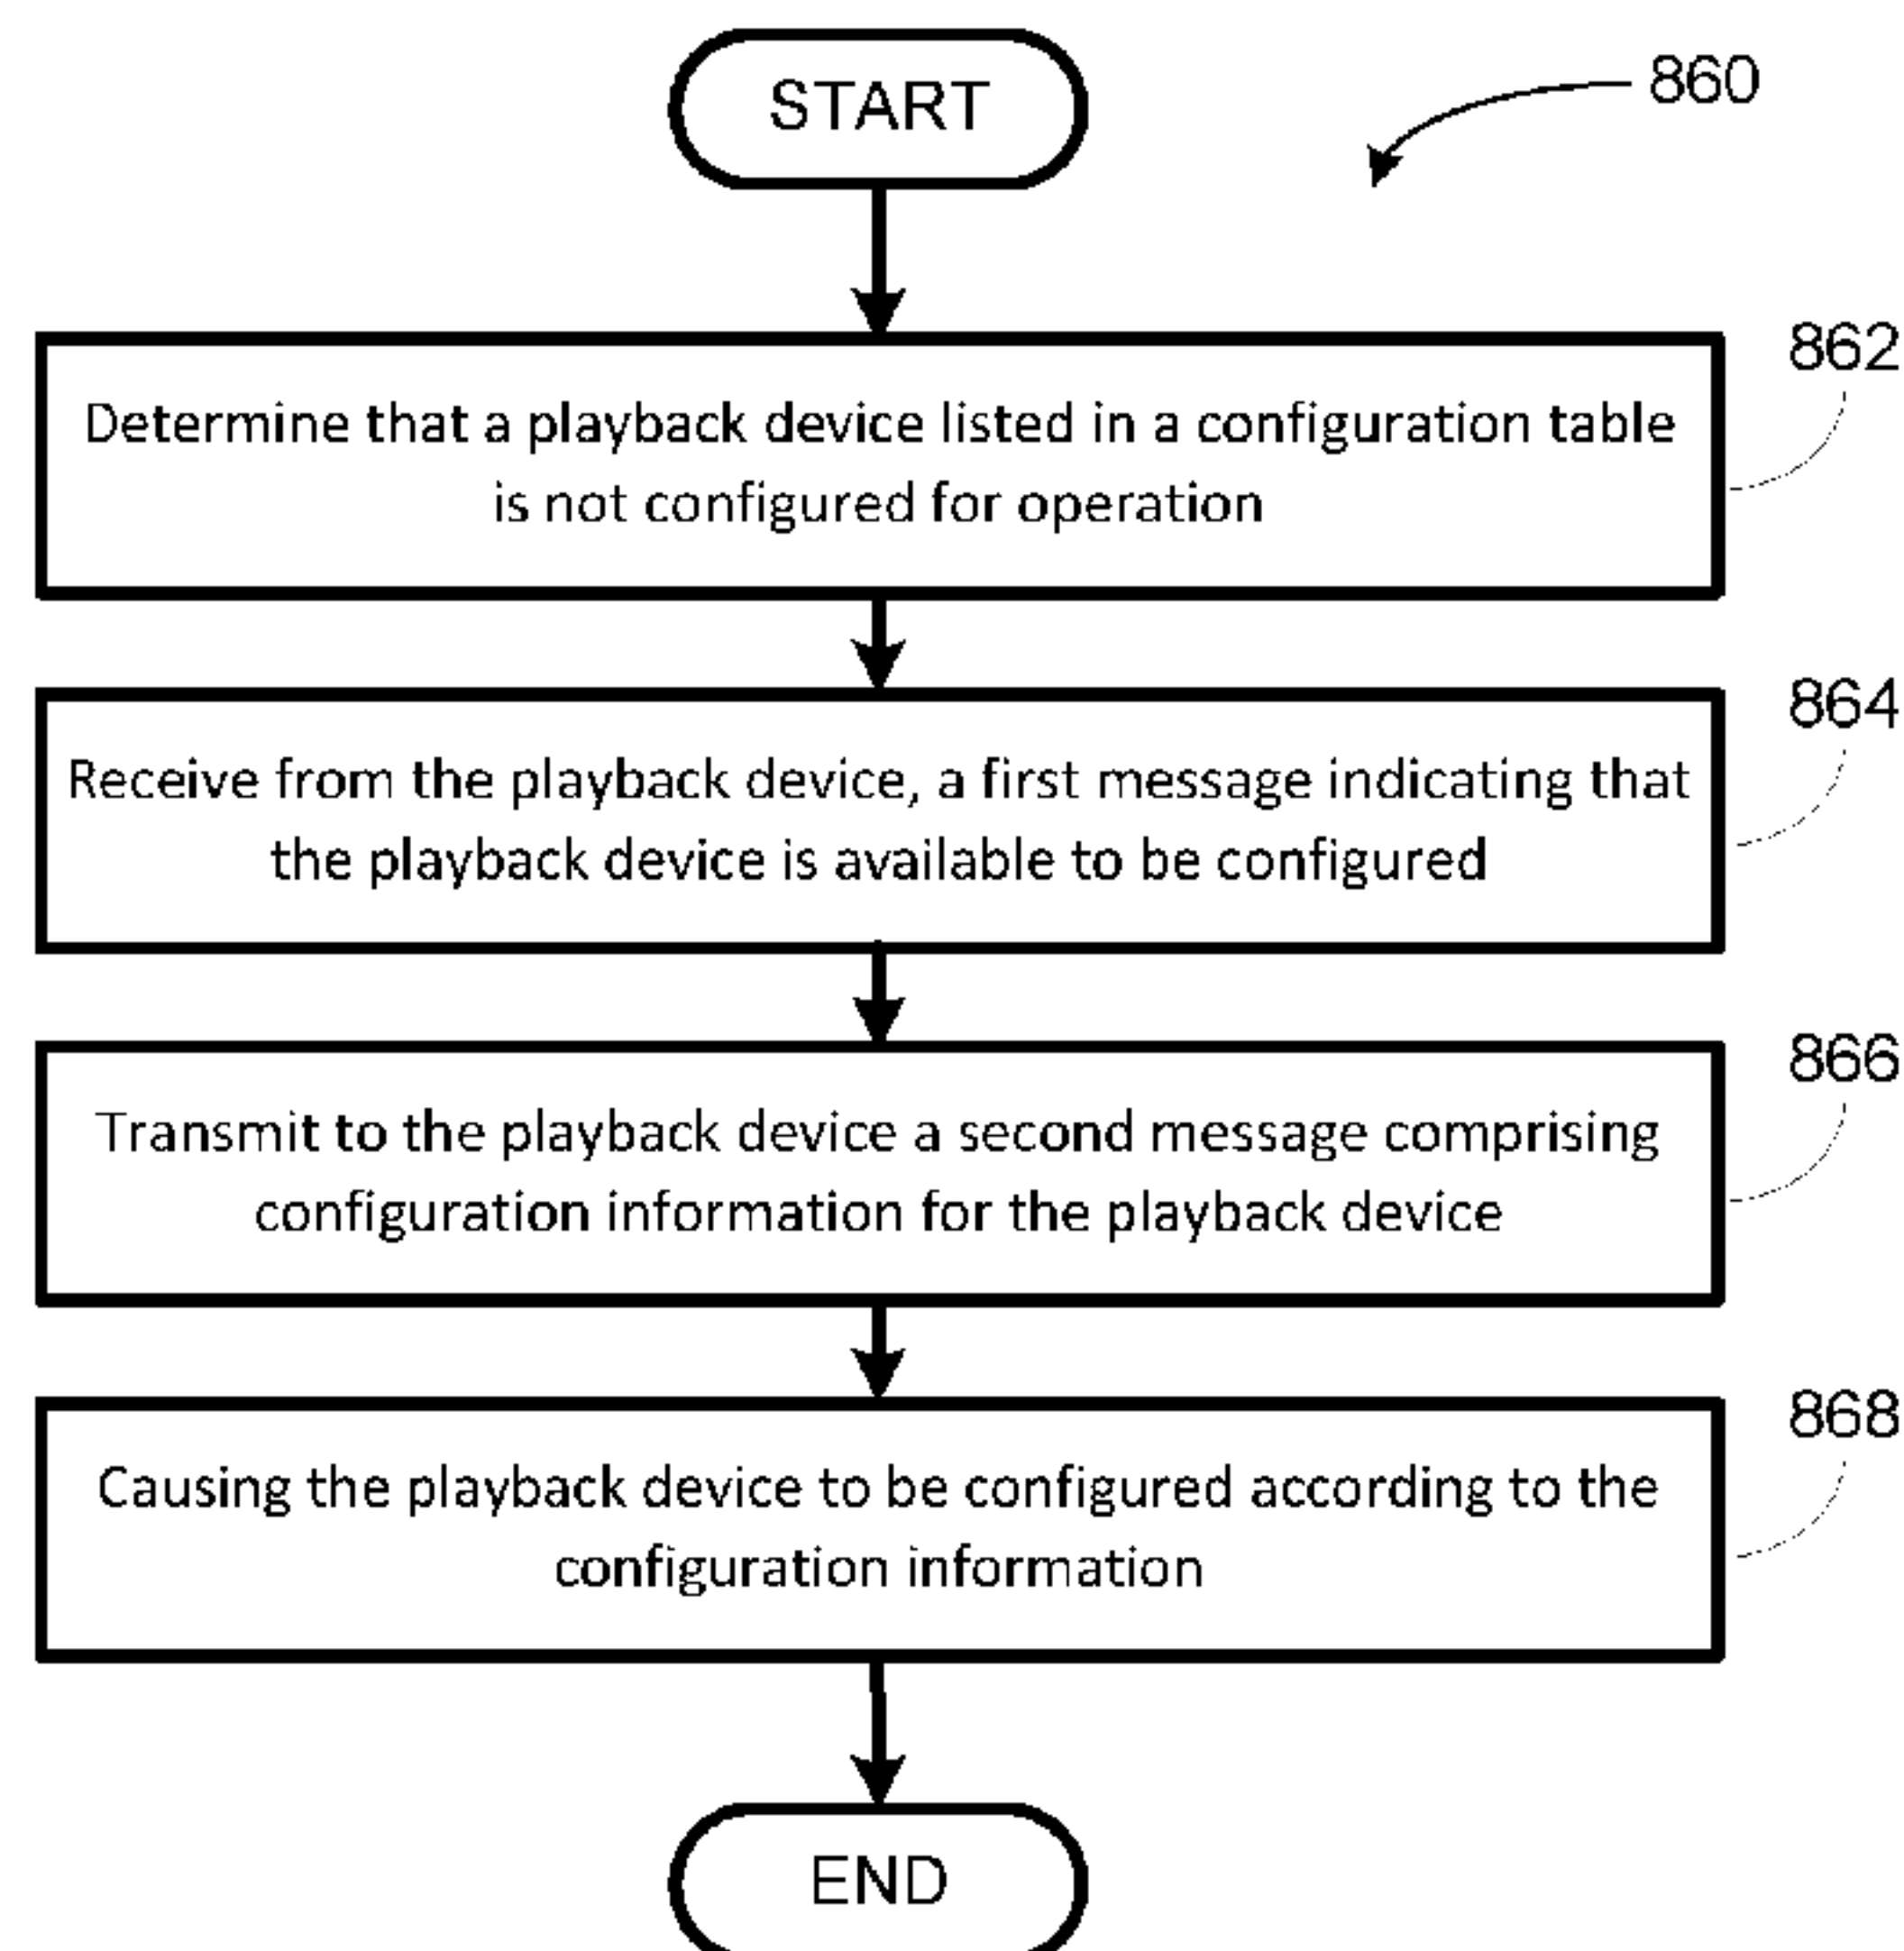 START
860
862
Determine that a playback device listed in a configuration table
is not configured for operation
864
Receive from the playback device, a first message indicating that
the playback device is available to be configured
866
Transmit to the playback device a second message comprising
configuration information for the playback device
868
Causing the playback device to be configured according to the
configuration information
END